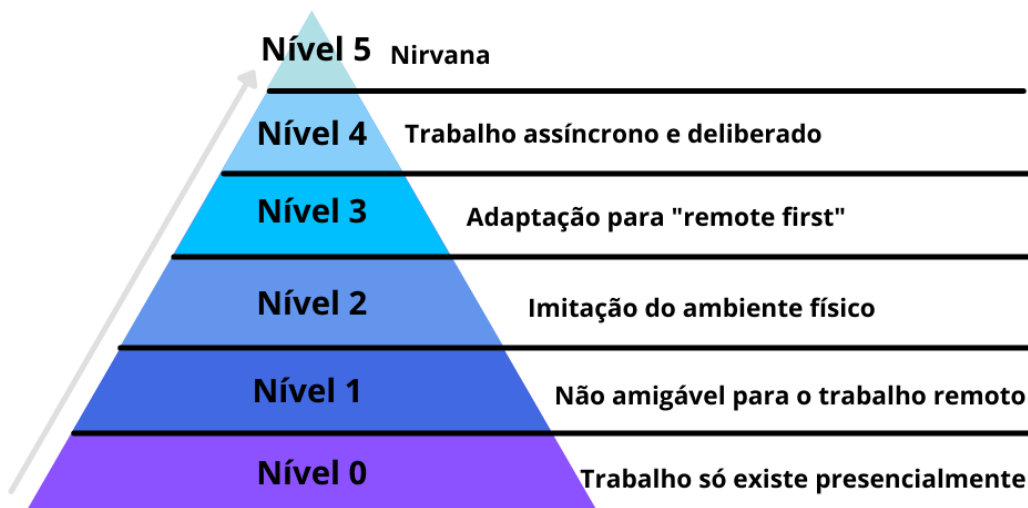 Nível 5 Nirvana
Nível 4 Trabalho assíncrono e deliberado
Nível 3 Adaptação para "remote first"
Nível 2 Imitação do ambiente físico
Nível 1 Não amigável para o trabalho remoto
Nível 0 Trabalho só existe presencialmente